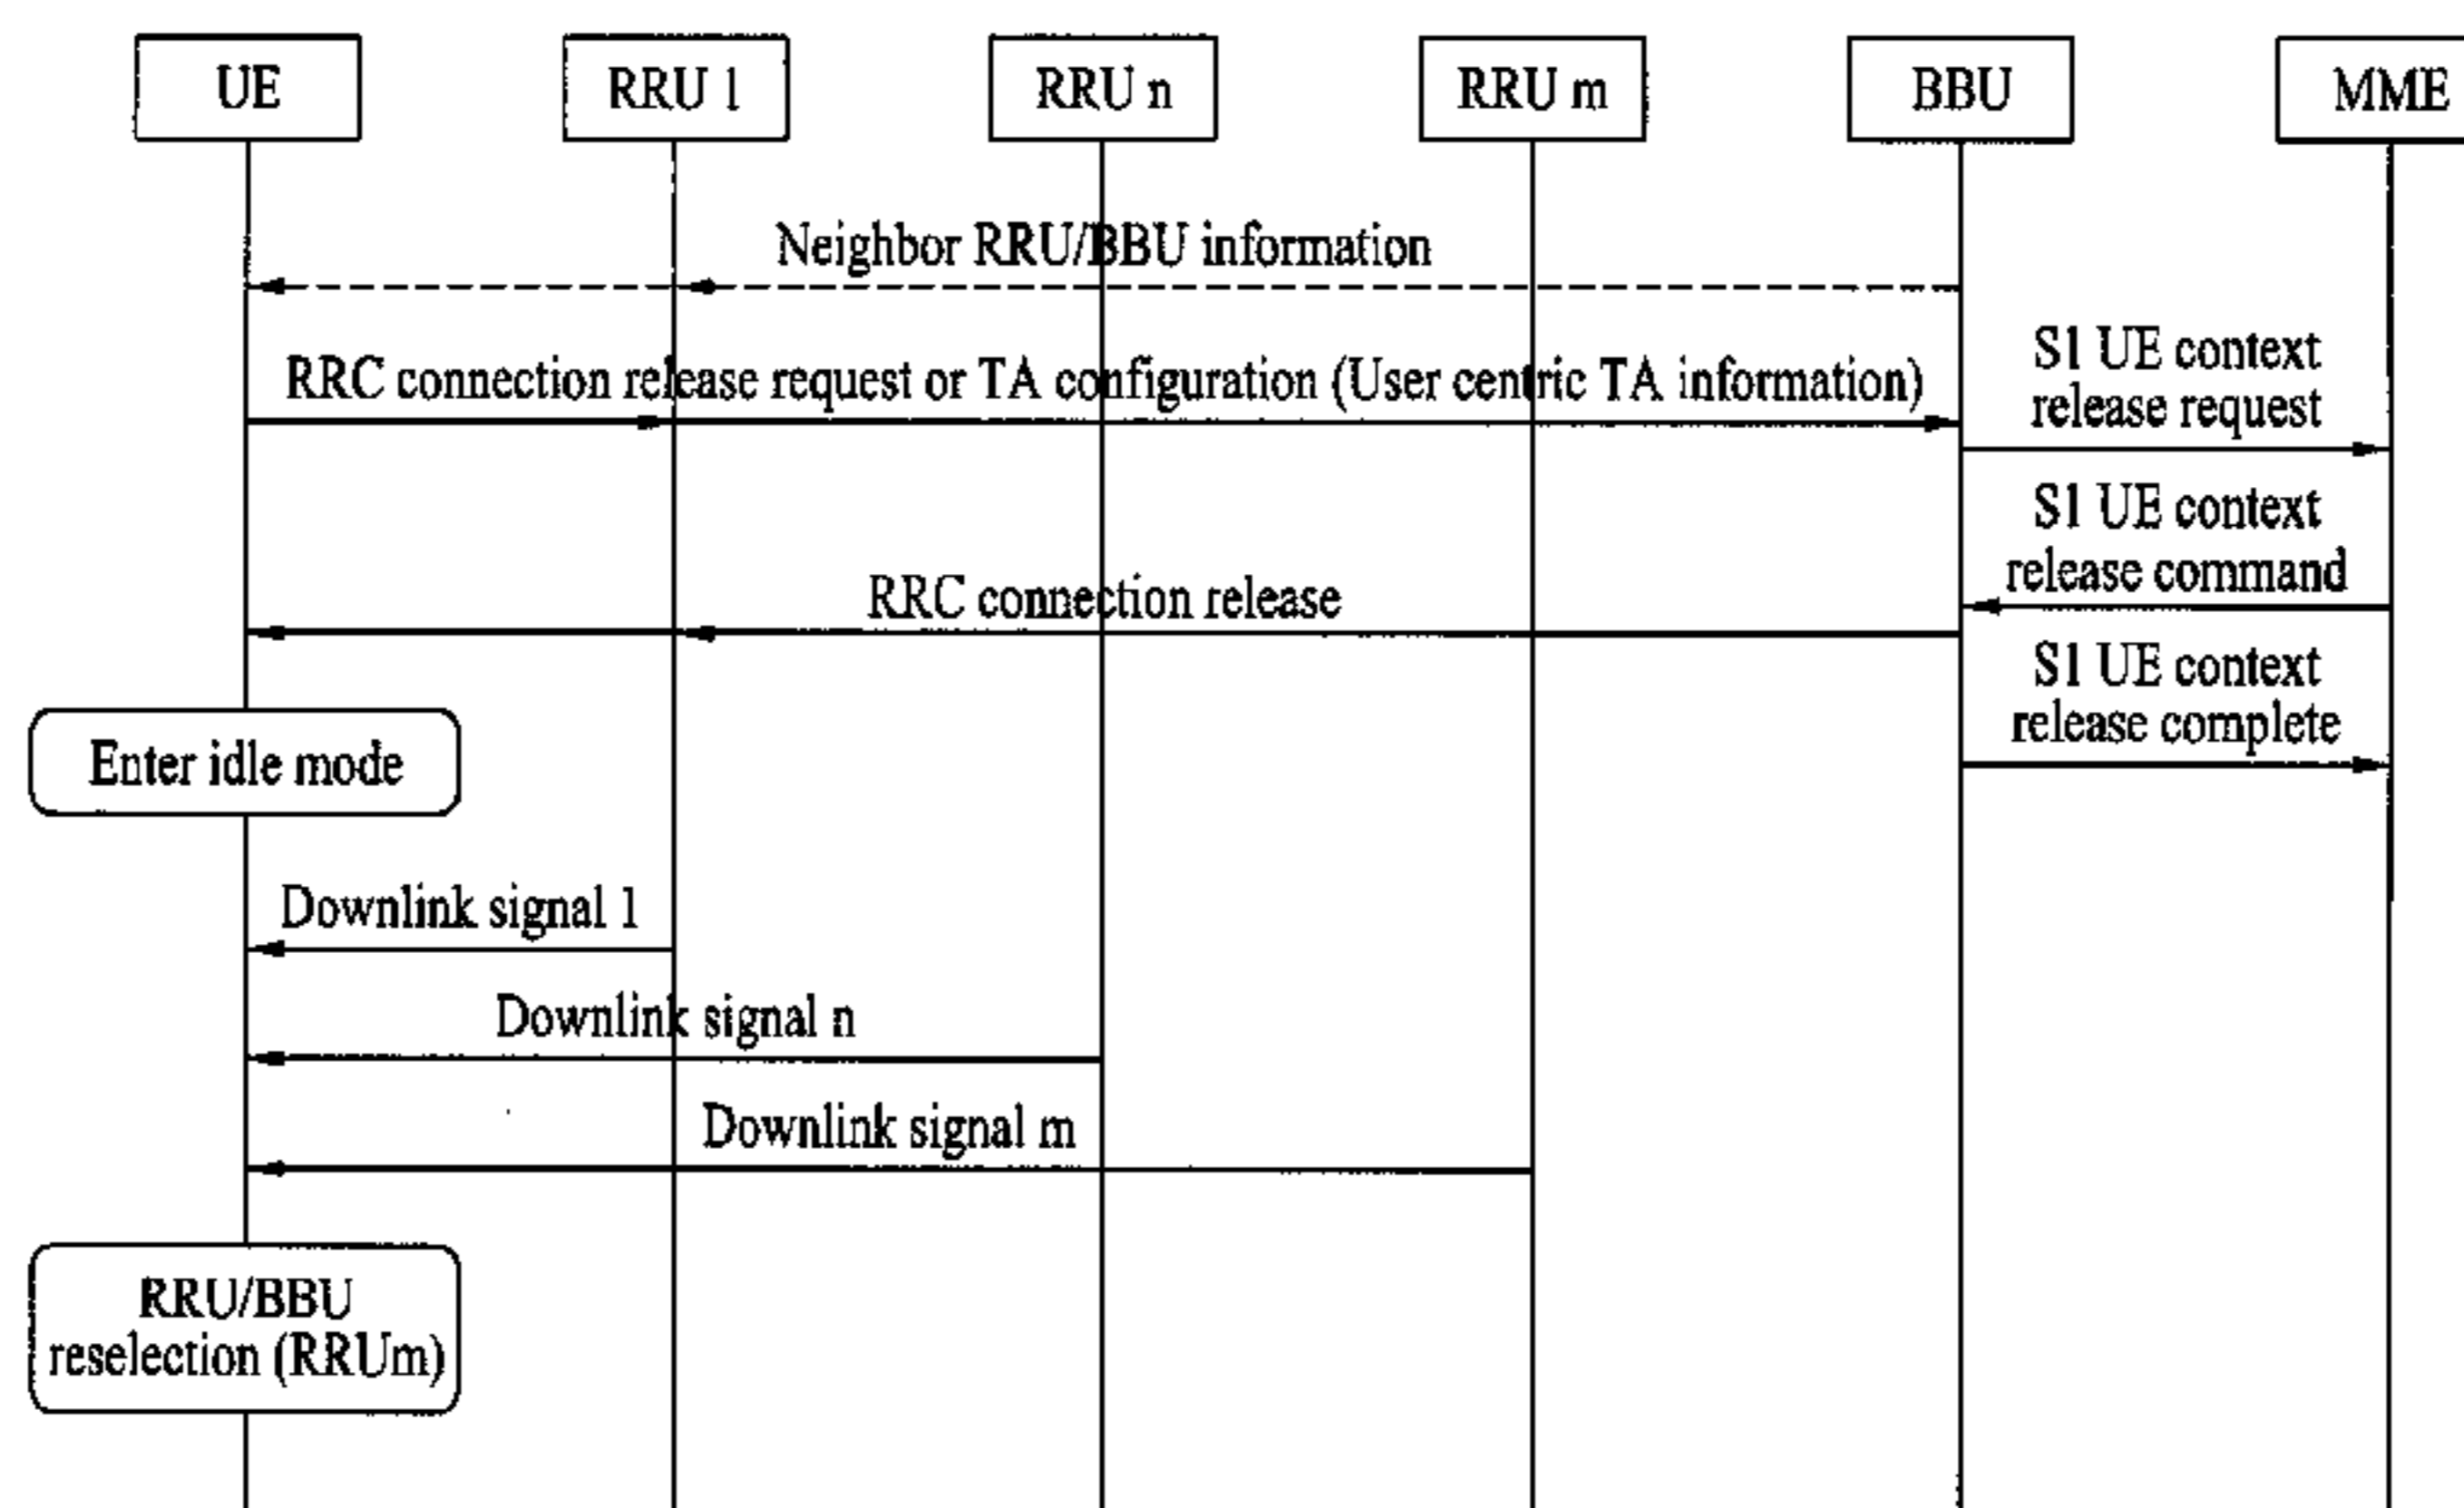 UE
RRU 1
RRU n
RRU m
BBU
MME
Neighbor RRU/BBU information
RRC connection release request or TA configuration (User centric TA information)
S1 UE context
release request
S1 UE context
release command
RRC connection release
S1 UE context
release complete
Enter idle mode
Downlink signal 1
Downlink signal n
Downlink signal m
RRU/BBU
reselection (RRUm)